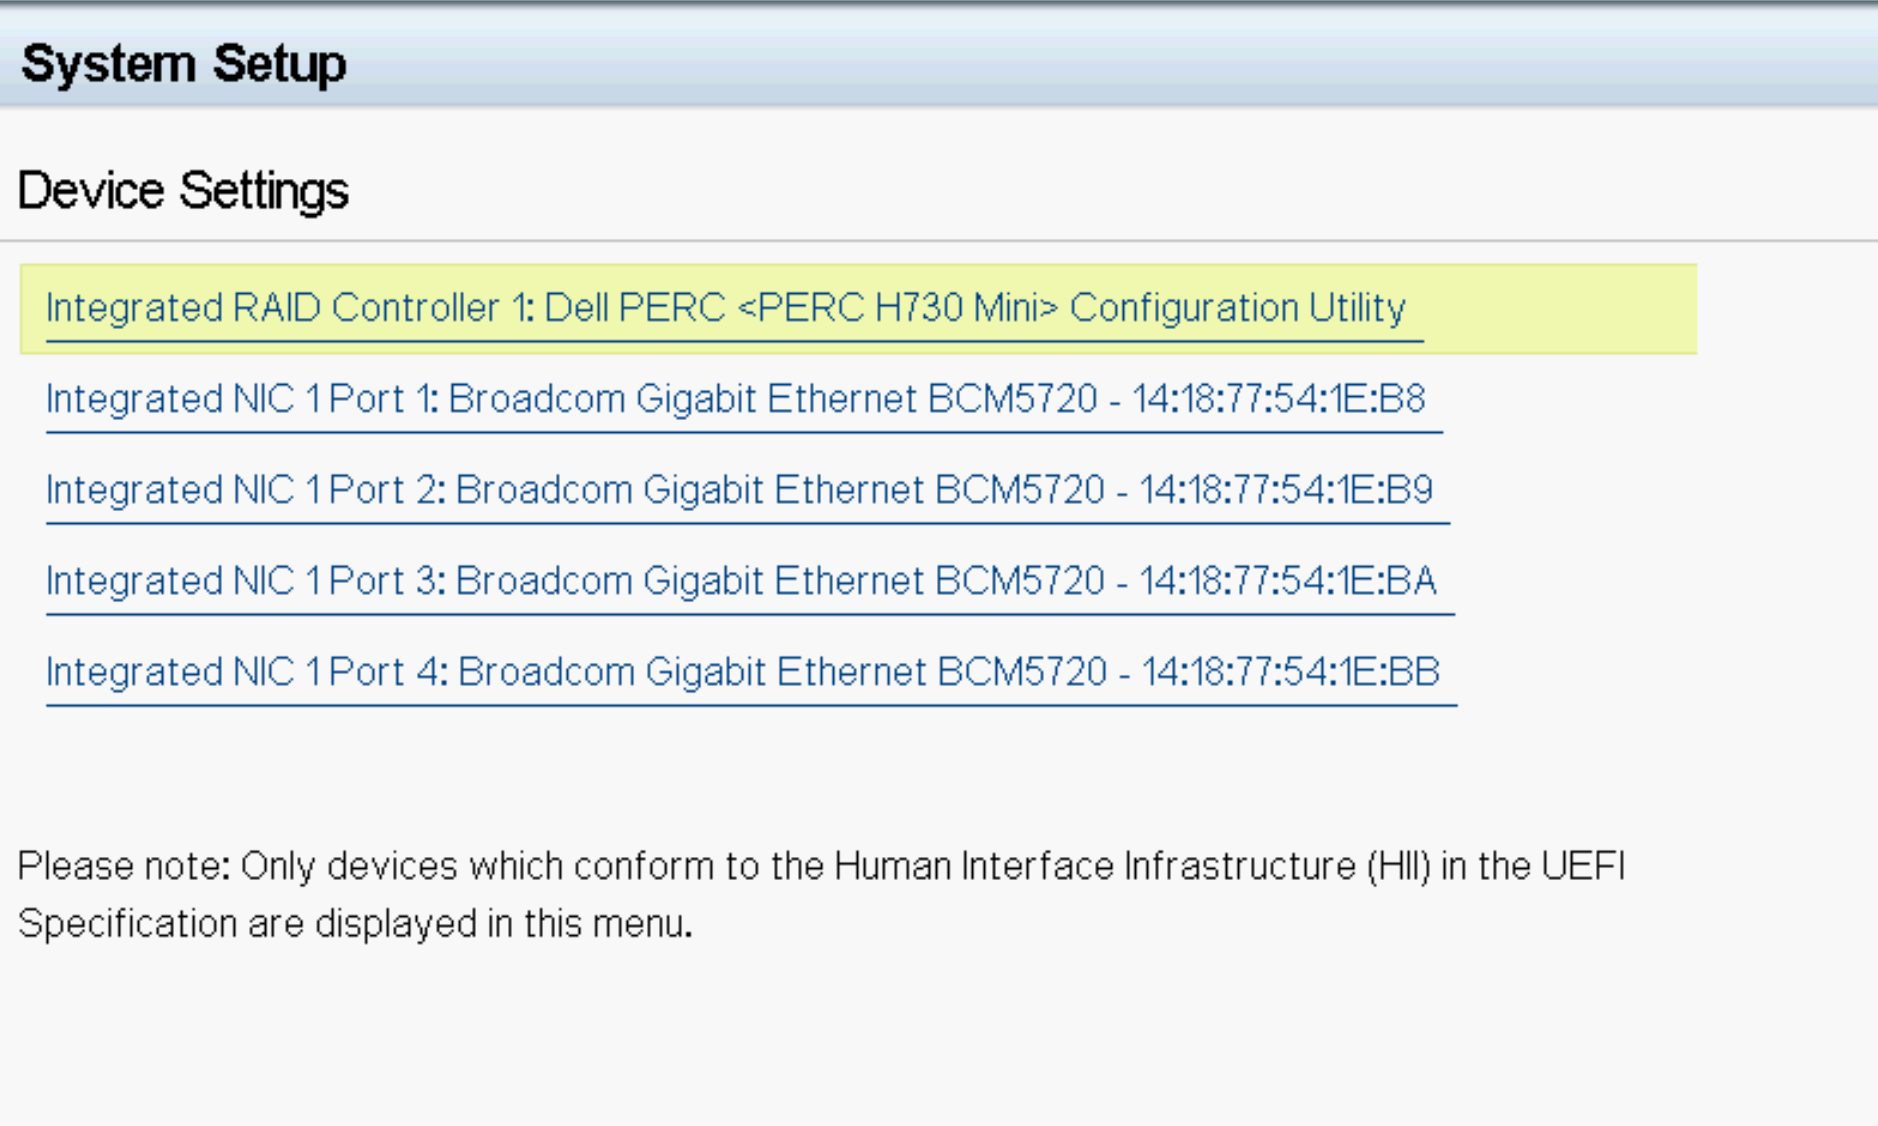 System Setup
Device Settings
Integrated RAID Controller 1: Dell PERC <PERC H730 Mini> Configuration Utility
Integrated NIC 1 Port 1: Broadcom Gigabit Ethernet BCM5720 - 14:18:77:54:1E:B8
Integrated NIC 1 Port 2: Broadcom Gigabit Ethernet BCM5720 - 14:18:77:54:1E:B9
Integrated NIC 1 Port 3: Broadcom Gigabit Ethernet BCM5720 - 14:18:77:54:1E:BA
Integrated NIC 1 Port 4: Broadcom Gigabit Ethernet BCM5720 - 14:18:77:54:1E:BB
Please note: Only devices which conform to the Human Interface Infrastructure (HII) in the UEFI
Specification are displayed in this menu.